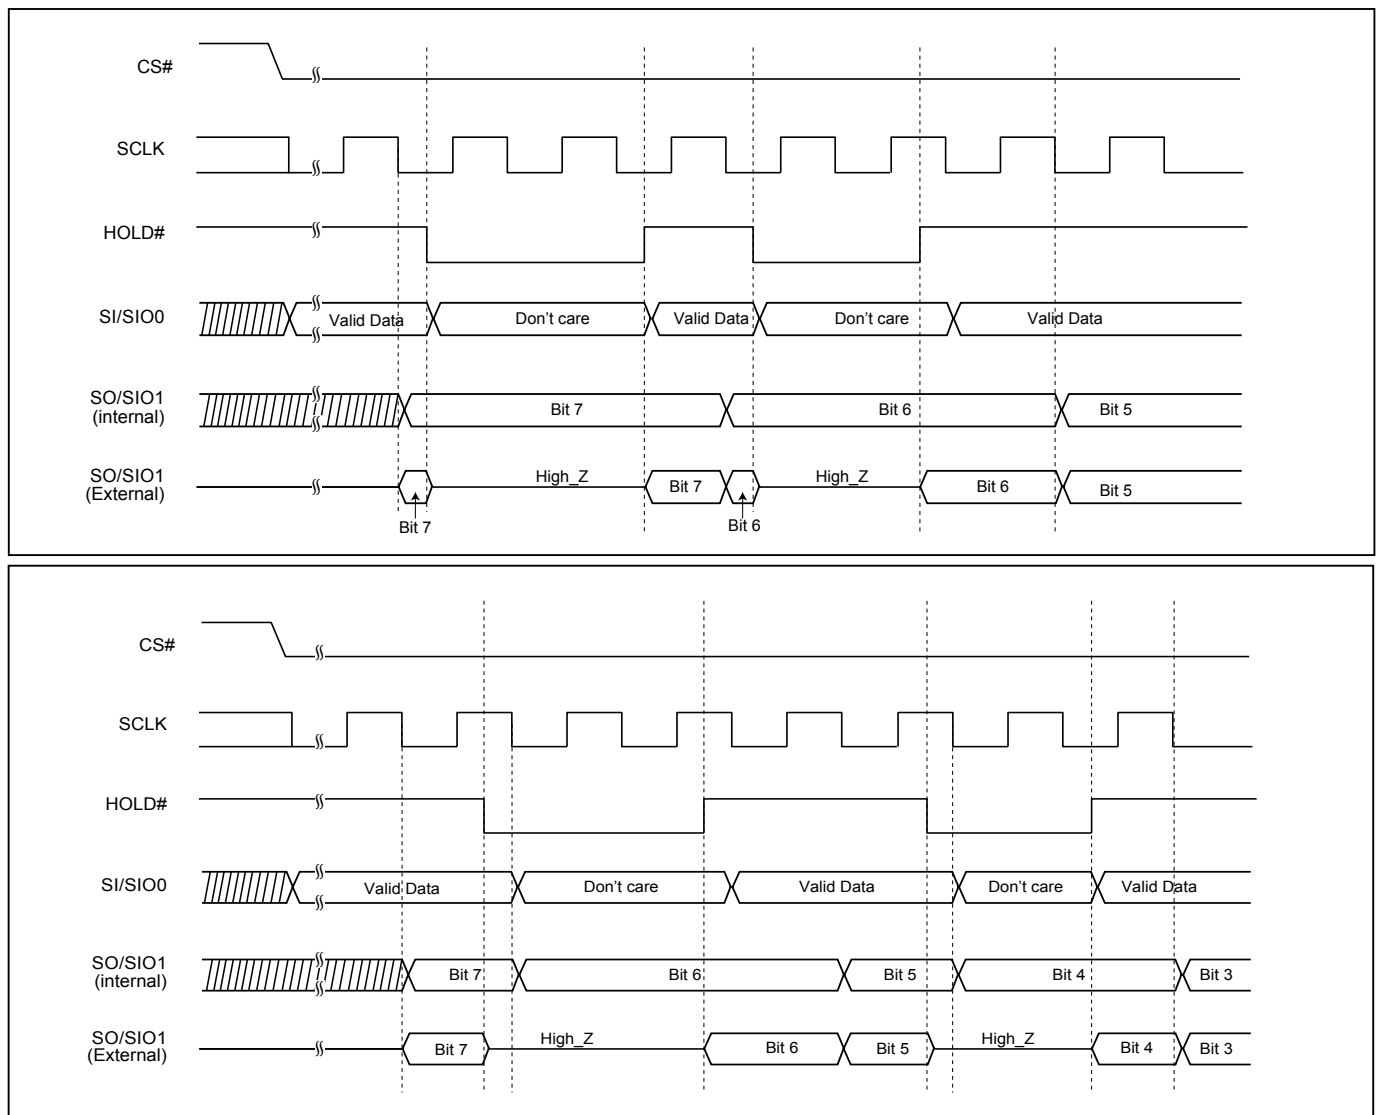 CS#
SCLK
HOLD#
SI/SIO0
Valid Data
Don't care
Valid Data
Don't care
Valid Data
SO/SIO1
(internal)
Bit 7
Bit 6
Bit 5
SO/SIO1
(External)
High_Z
Bit 7
High_Z
Bit 6
Bit 5
Bit 7
Bit 6
CS#
SCLK
HOLD#
SI/SIO0
Valid Data
Don't care
Valid Data
Don't care
Valid Data
SO/SIO1
(internal)
Bit 7
Bit 6
Bit 5
Bit 4
Bit 3
SO/SIO1
(External)
Bit 7
High_Z
Bit 6
Bit 5
High_Z
Bit 4
Bit 3